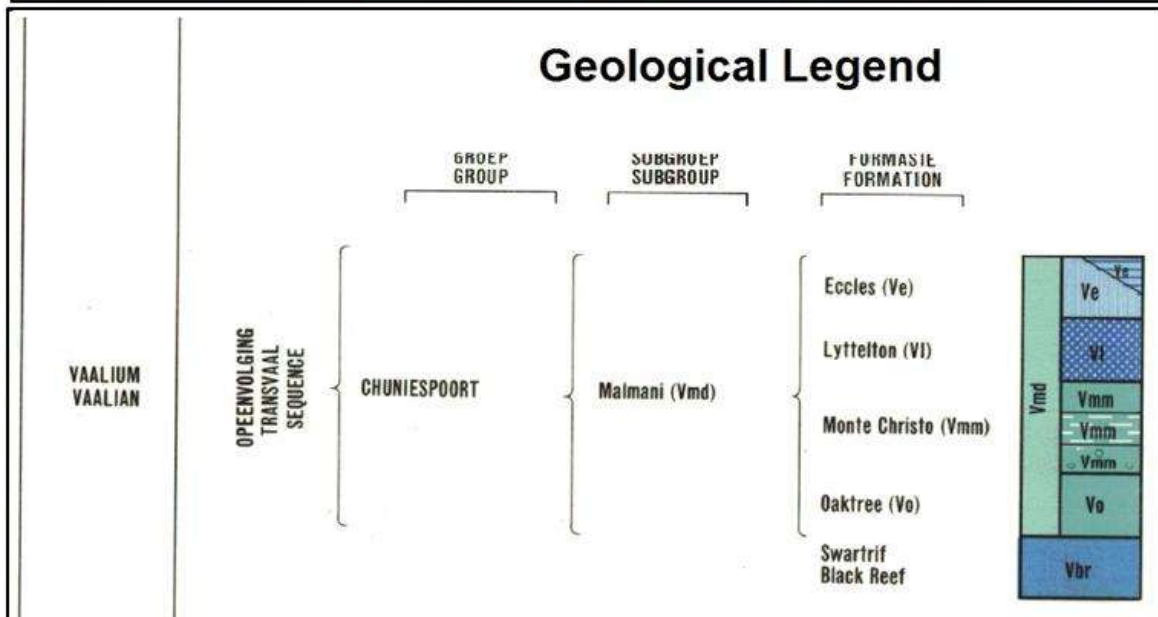 Geological Legend
GROEP
GROUP
SUBGROEP
SUBGROUP
FORMASIE
FORMATION
VAALIUM
VAALIAN
OPEENVOLGING
TRANSVAAL
SEQUENCE
CHUNIESPOORT
Malmani (Vmd)
Eccles (Ve)
Lyttelton (Vl)
Monte Christo (Vmm)
Oaktree (Vo)
Swartrif
Black Reef
Vmd
Ve
Ve
Vl
Vmm
Vmm
Vmm
Vo
Vbr